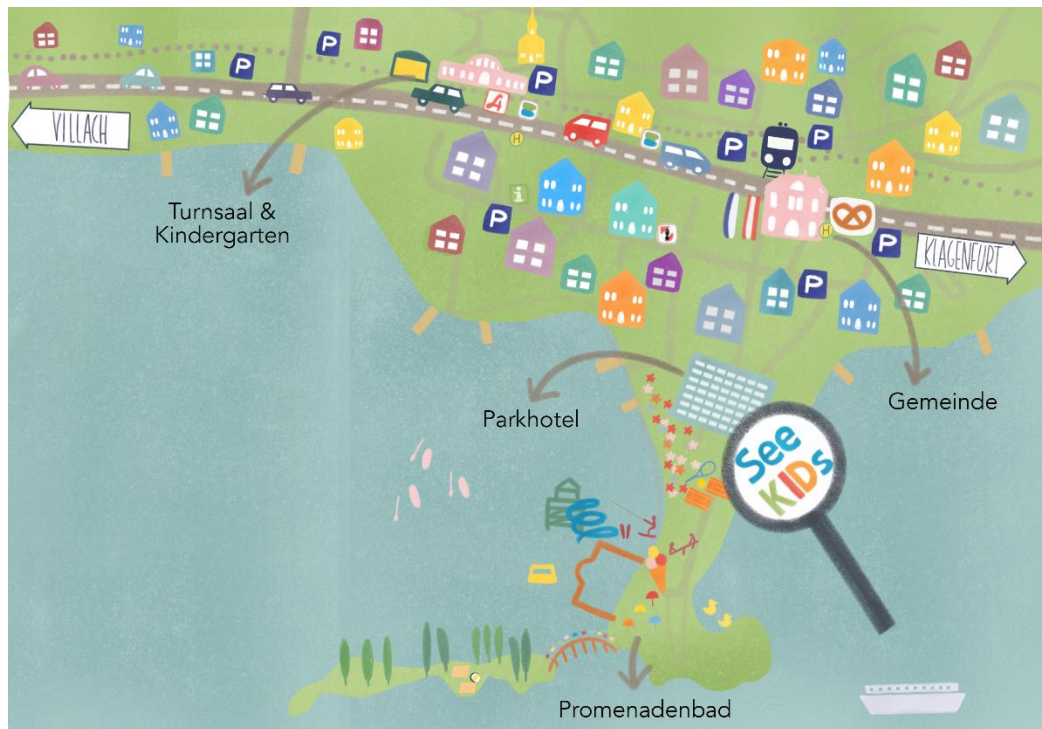 P
P
P
VILLACH
A
H
P
P
i
P
Turnsaal &
Kindergarten
H
P
KLAGENFURT
P
Parkhotel
Gemeinde
See
KIDs
Promenadenbad